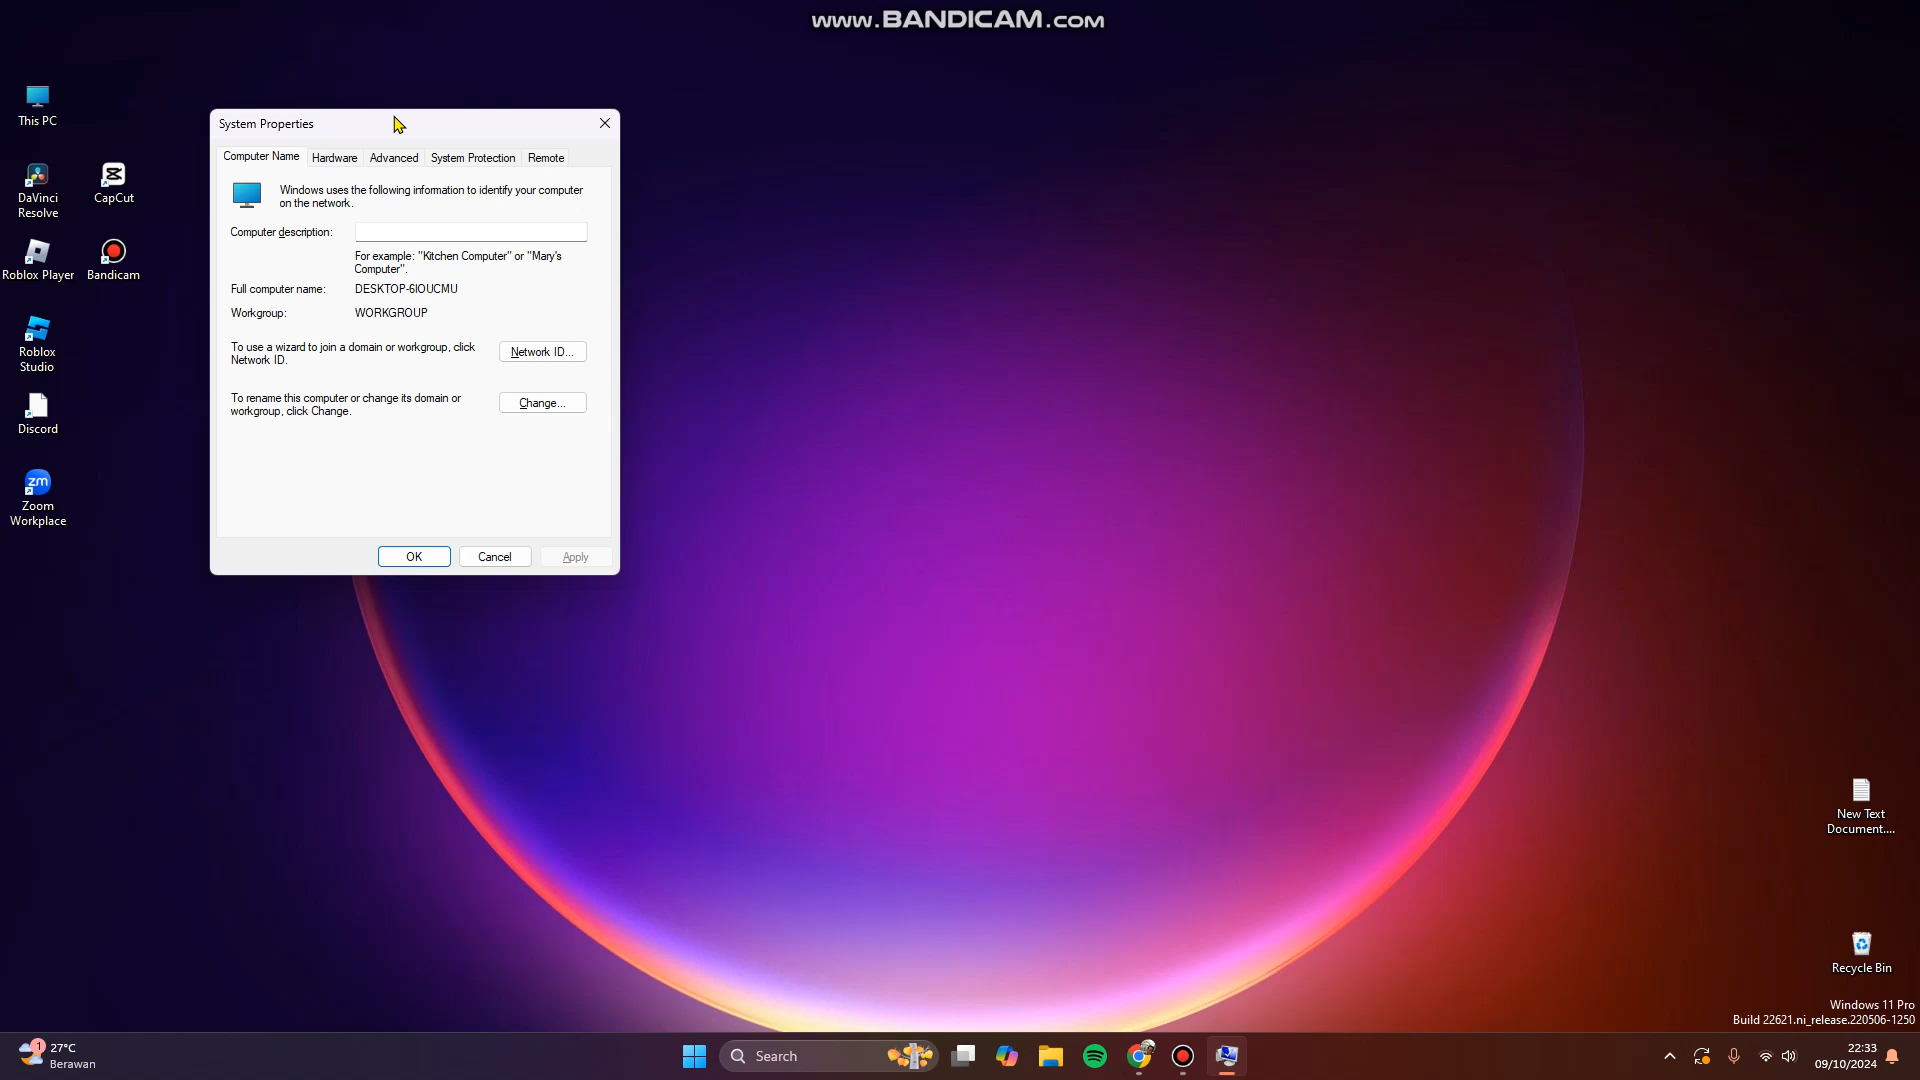 www.BANDICAM.com
This PC
DaVinci
Resolve
CapCut
Roblox Player
Bandicam
Roblox
Studio
Discord
zm
Zoom
Workplace
System Properties
Computer Name
Hardware
Advanced
System Protection
Remote
Windows uses the following information to identify your computer
on the network.
Computer description:
For example: "Kitchen Computer" or "Mary's
Computer".
Full computer name:
DESKTOP-6IOUCMU
Workgroup:
WORKGROUP
To use a wizard to join a domain or workgroup, click
Network ID.
Network ID...
To rename this computer or change its domain or
workgroup, click Change.
Change...
OK
Cancel
Apply
New Text
Document....
Recycle Bin
Windows 11 Pro
Build 22621.ni_release.220506-1250
1
27°C
Berawan
Search
22:33
09/10/2024